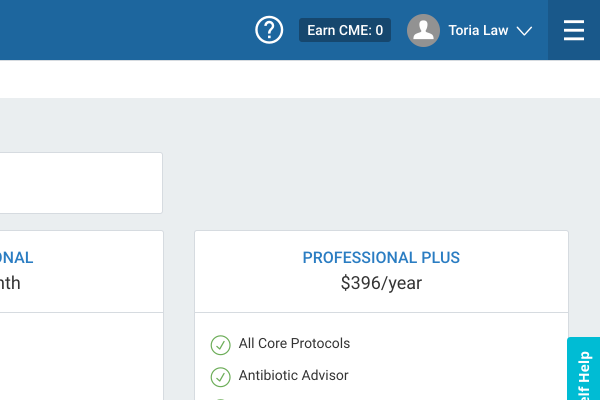 Earn CME: 0
Toria Law
ONAL
nth
PROFESSIONAL PLUS
$396/year
All Core Protocols
Antibiotic Advisor
elf Help